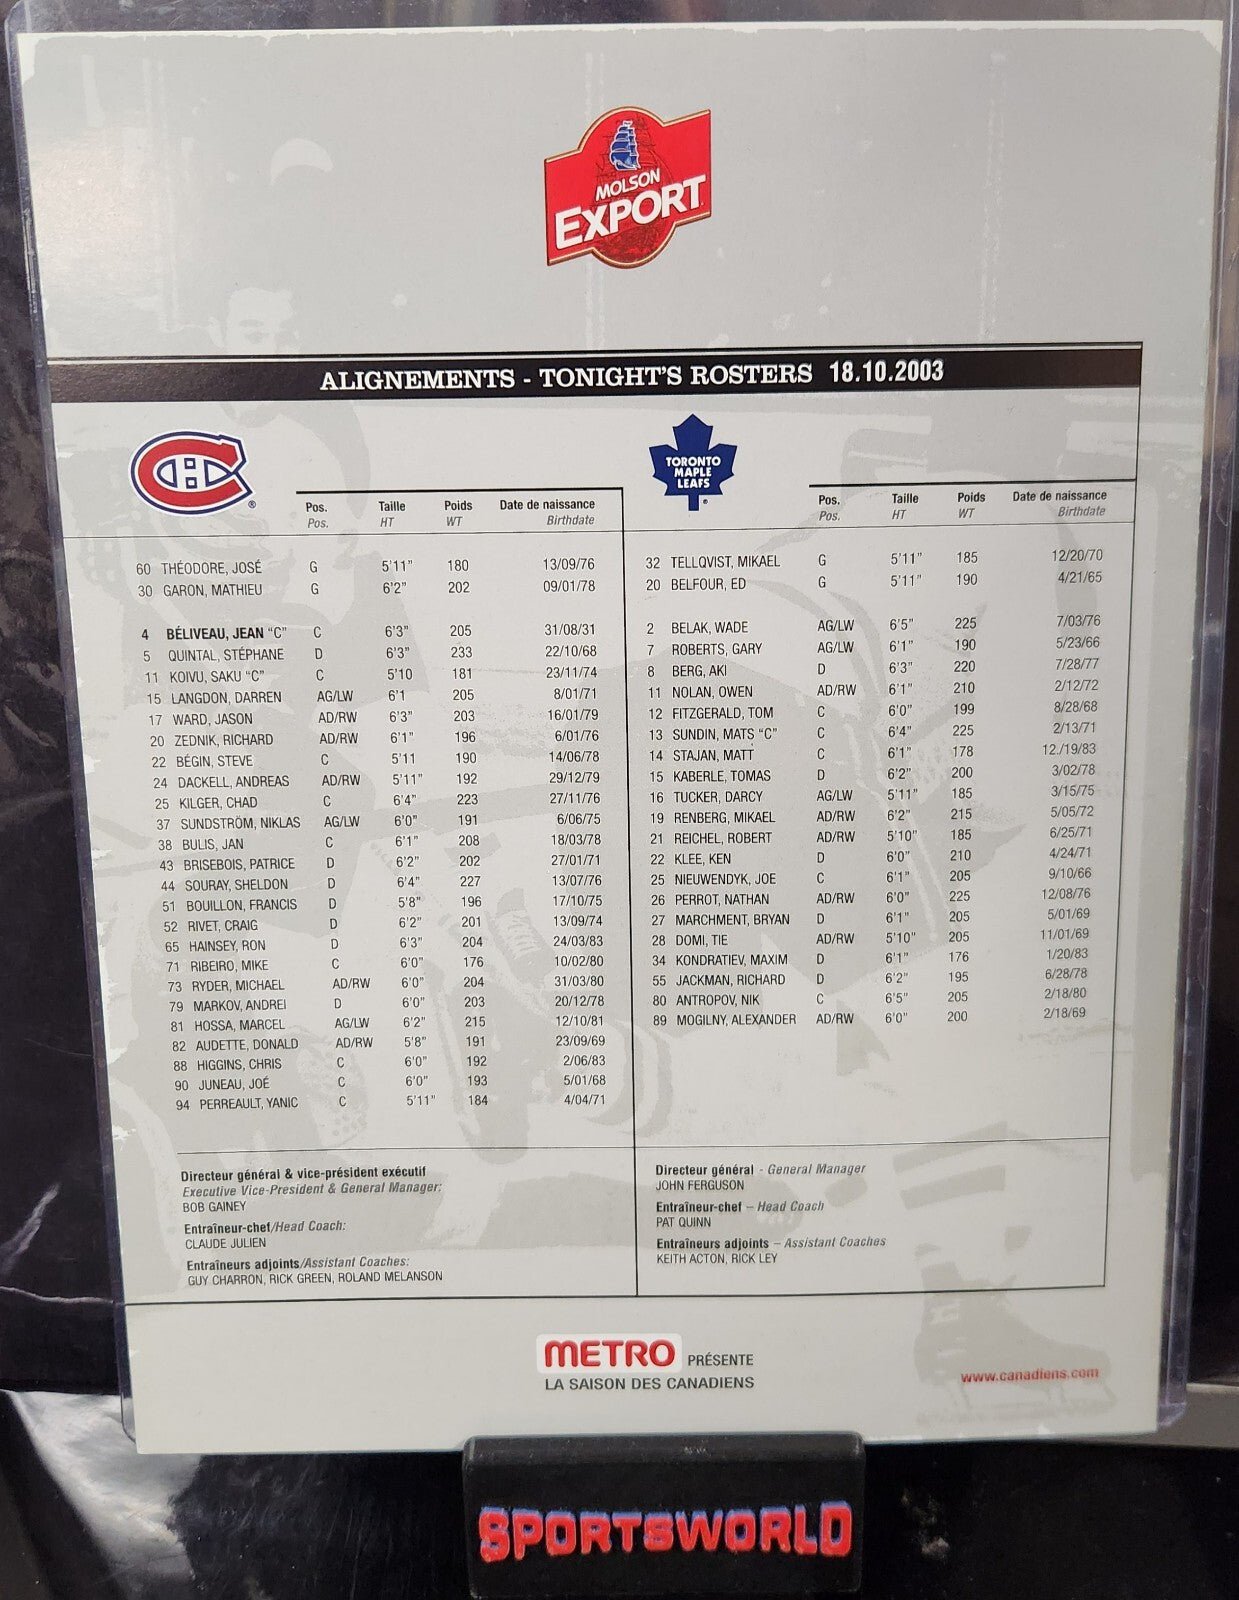 MOLSON
EXPORT
ALIGNEMENTS - TONIGHT'S ROSTERS 18.10.2003
Pos. Taille Poids Date de naissance
Pos. HT WT Birthdate
60 THÉODORE, JOSÉ G 5'11" 180 13/09/76
30 GARON, MATHIEU G 6'2" 202 09/01/78
4 BÉLIVEAU, JEAN "C" C 6'3" 205 31/08/31
5 QUINTAL, STÉPHANE D 6'3" 233 22/10/68
11 KOIVU, SAKU "C" C 5'10 181 23/11/74
15 LANGDON, DARREN AG/LW 6'1 205 8/01/71
17 WARD, JASON AD/RW 6'3" 203 16/01/79
20 ZEDNIK, RICHARD AD/RW 6'1" 196 6/01/76
22 BÉGIN, STEVE C 5'11 190 14/06/78
24 DACKELL, ANDREAS AD/RW 5'11" 192 29/12/79
25 KILGER, CHAD C 6'4" 223 27/11/76
37 SUNDSTRÖM, NIKLAS AG/LW 6'0" 191 6/06/75
38 BULIS, JAN C 6'1" 208 18/03/78
43 BRISEBOIS, PATRICE D 6'2" 202 27/01/71
44 SOURAY, SHELDON D 6'4" 227 13/07/76
51 BOUILLON, FRANCIS D 5'8" 196 17/10/75
52 RIVET, CRAIG D 6'2" 201 13/09/74
65 HAINSEY, RON D 6'3" 204 24/03/83
71 RIBEIRO, MIKE C 6'0" 176 10/02/80
73 RYDER, MICHAEL AD/RW 6'0" 204 31/03/80
79 MARKOV, ANDREI D 6'0" 203 20/12/78
81 HOSSA, MARCEL AG/LW 6'2" 215 12/10/81
82 AUDETTE, DONALD AD/RW 5'8" 191 23/09/69
88 HIGGINS, CHRIS C 6'0" 192 2/06/83
90 JUNEAU, JOÉ C 6'0" 193 5/01/68
94 PERREAULT, YANIC C 5'11" 184 4/04/71
Directeur général & vice-président exécutif
Executive Vice-President & General Manager:
BOB GAINEY
Entraîneur-chef/Head Coach:
CLAUDE JULIEN
Entraîneurs adjoints/Assistant Coaches:
GUY CHARRON, RICK GREEN, ROLAND MELANSON
TORONTO
MAPLE
LEAFS
Pos. Taille Poids Date de naissance
Pos. HT WT Birthdate
32 TELLQVIST, MIKAEL G 5'11" 185 12/20/70
20 BELFOUR, ED G 5'11" 190 4/21/65
2 BELAK, WADE AG/LW 6'5" 225 7/03/76
7 ROBERTS, GARY AG/LW 6'1" 190 5/23/66
8 BERG, AKI D 6'3" 220 7/28/77
11 NOLAN, OWEN AD/RW 6'1" 210 2/12/72
12 FITZGERALD, TOM C 6'0" 199 8/28/68
13 SUNDIN, MATS "C" C 6'4" 225 2/13/71
14 STAJAN, MATT C 6'1" 178 12./19/83
15 KABERLE, TOMAS D 6'2" 200 3/02/78
16 TUCKER, DARCY AG/LW 5'11" 185 3/15/75
19 RENBERG, MIKAEL AD/RW 6'2" 215 5/05/72
21 REICHEL, ROBERT AD/RW 5'10" 185 6/25/71
22 KLEE, KEN D 6'0" 210 4/24/71
25 NIEUWENDYK, JOE C 6'1" 205 9/10/66
26 PERROT, NATHAN AD/RW 6'0" 225 12/08/76
27 MARCHMENT, BRYAN D 6'1" 205 5/01/69
28 DOMI, TIE AD/RW 5'10" 205 11/01/69
34 KONDRATIEV, MAXIM D 6'1" 176 1/20/83
55 JACKMAN, RICHARD D 6'2" 195 6/28/78
80 ANTROPOV, NIK C 6'5" 205 2/18/80
89 MOGILNY, ALEXANDER AD/RW 6'0" 200 2/18/69
Directeur général - General Manager
JOHN FERGUSON
Entraîneur-chef – Head Coach
PAT QUINN
Entraîneurs adjoints – Assistant Coaches
KEITH ACTON, RICK LEY
METRO PRÉSENTE
LA SAISON DES CANADIENS
www.canadiens.com
SPORTSWORLD